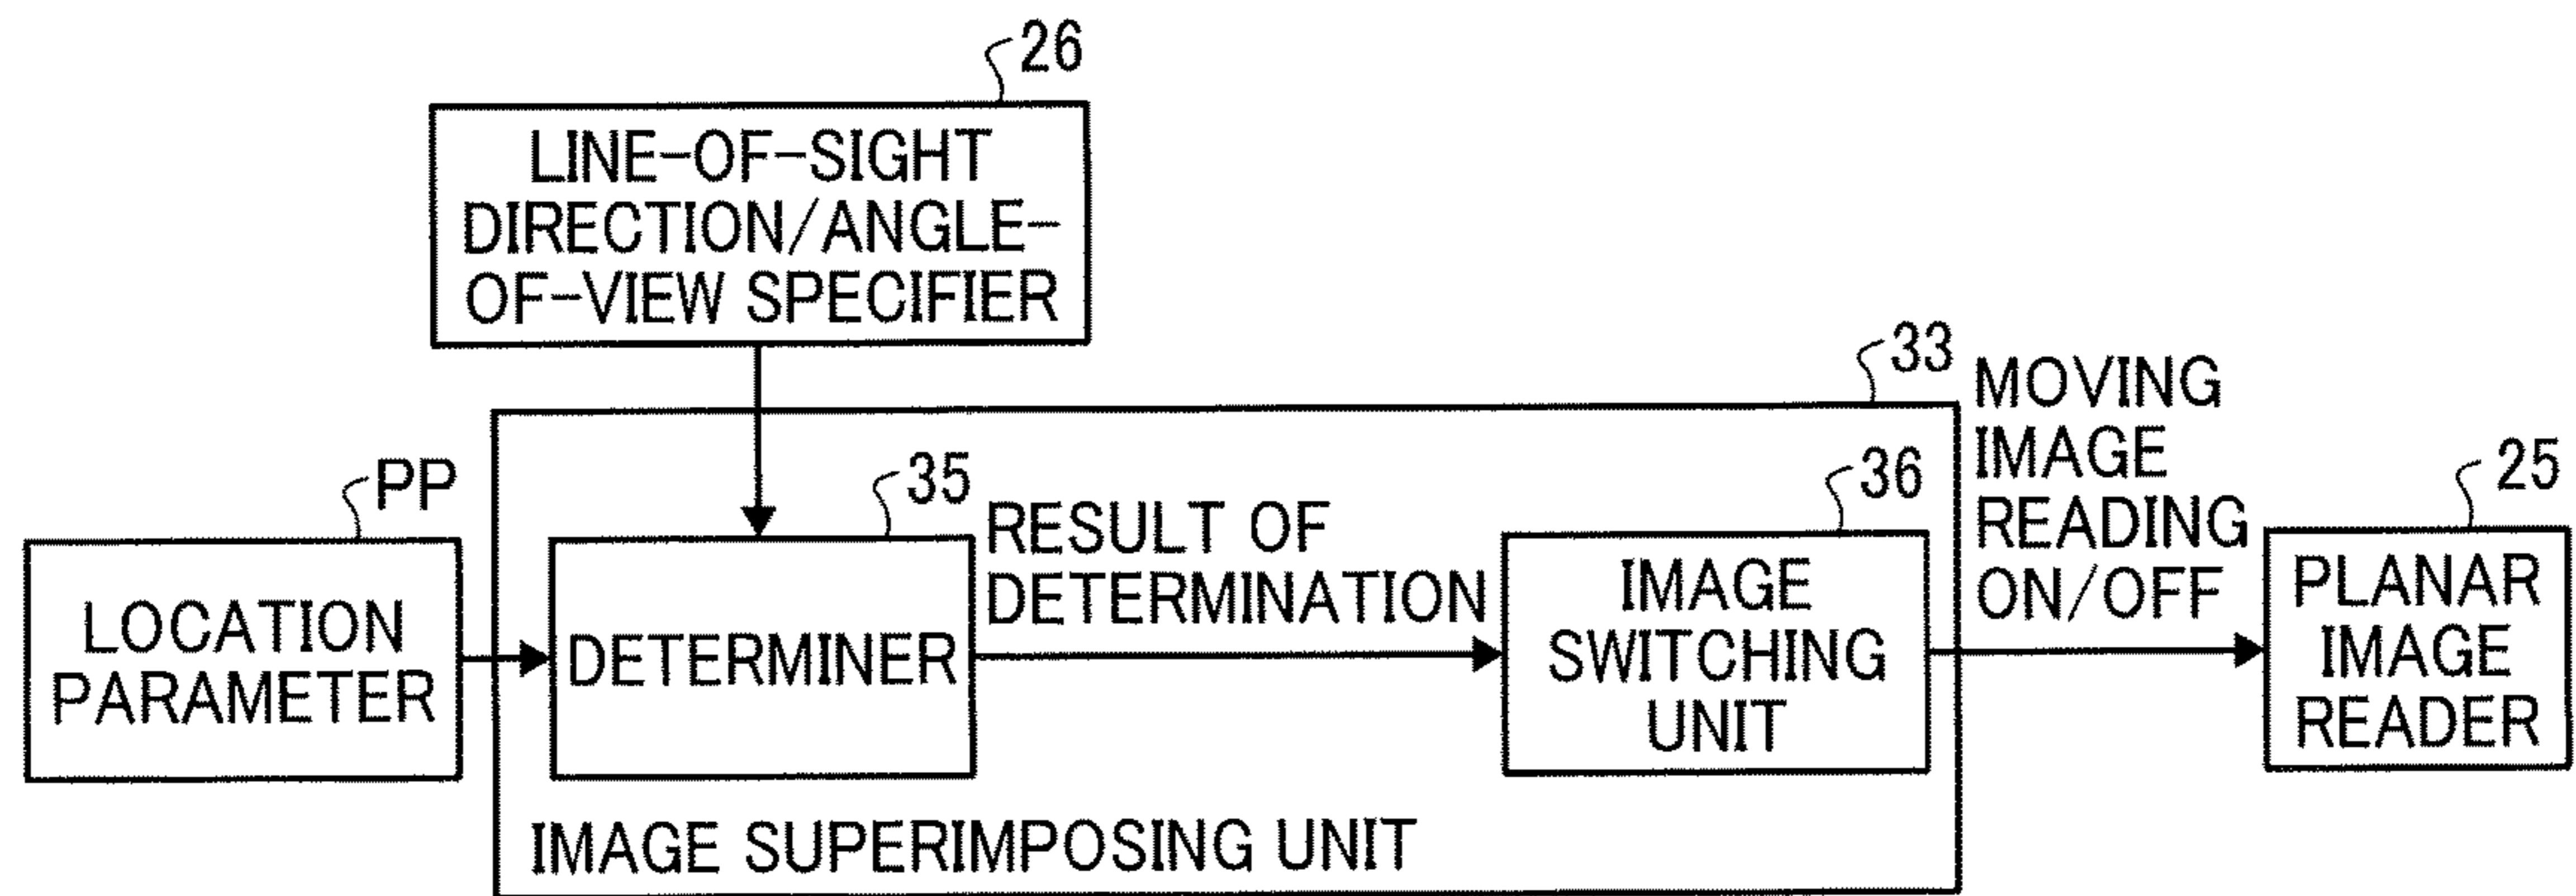 26
LINE-OF-SIGHT
DIRECTION/ANGLE-
OF-VIEW SPECIFIER
33
MOVING
IMAGE
READING
ON/OFF
PP
LOCATION
PARAMETER
35
DETERMINER
RESULT OF
DETERMINATION
36
IMAGE
SWITCHING
UNIT
25
PLANAR
IMAGE
READER
IMAGE SUPERIMPOSING UNIT